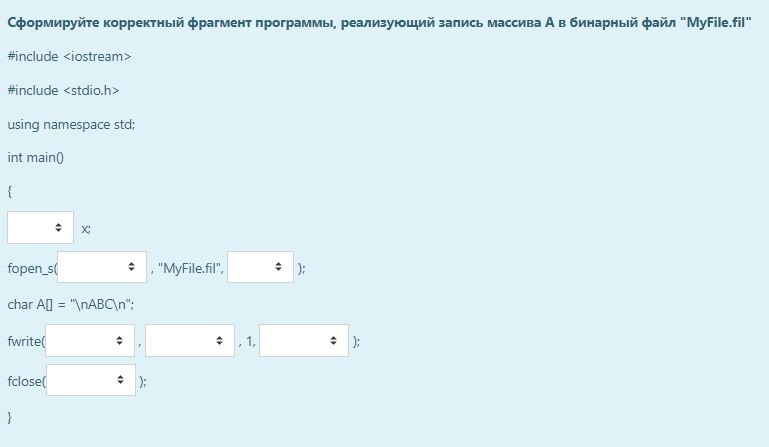 Сформируйте корректный фрагмент программы, реализующий запись массива A в бинарный файл "MyFile.fil"
#include <iostream>
#include <stdio.h>
using namespace std;
int main()
{
x;
fopen_s( , "MyFile.fil", );
char A[] = "\nABC\n";
fwrite( , , 1, );
fclose( );
}